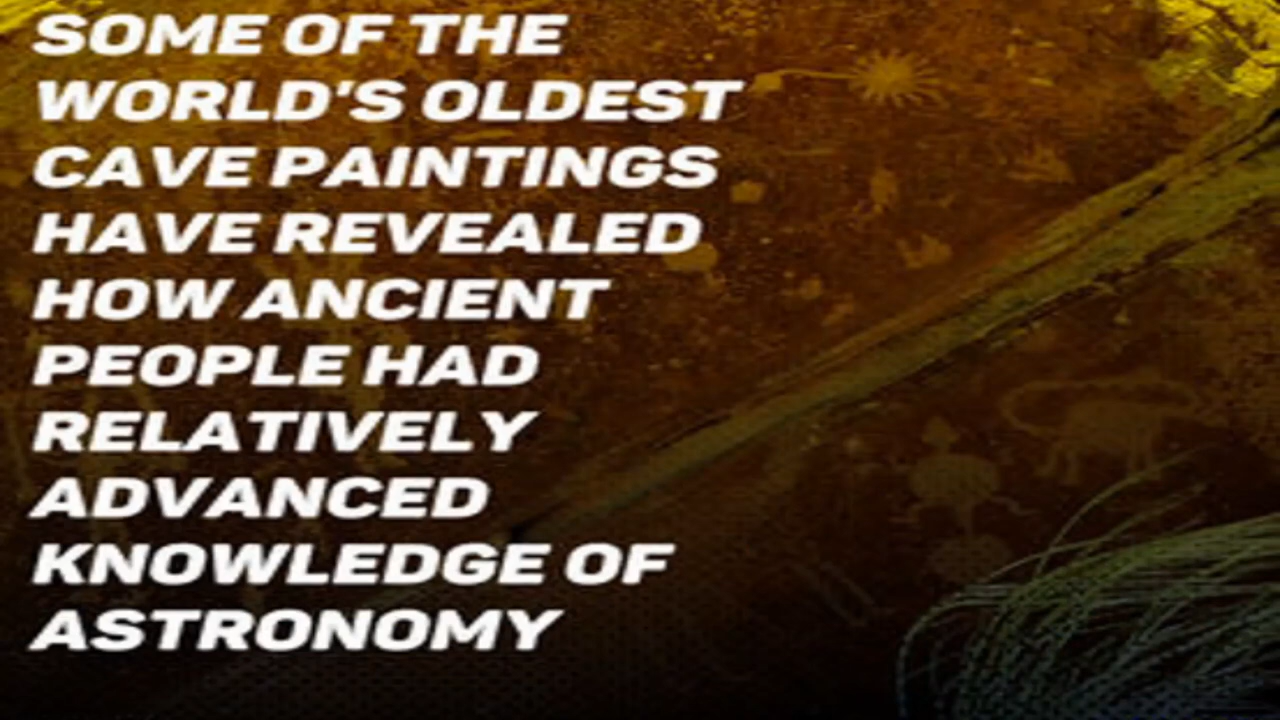 SOME OF THE
WORLD'S OLDEST
CAVE PAINTINGS
HAVE REVEALED
HOW ANCIENT
PEOPLE HAD
RELATIVELY
ADVANCED
KNOWLEDGE OF
ASTRONOMY